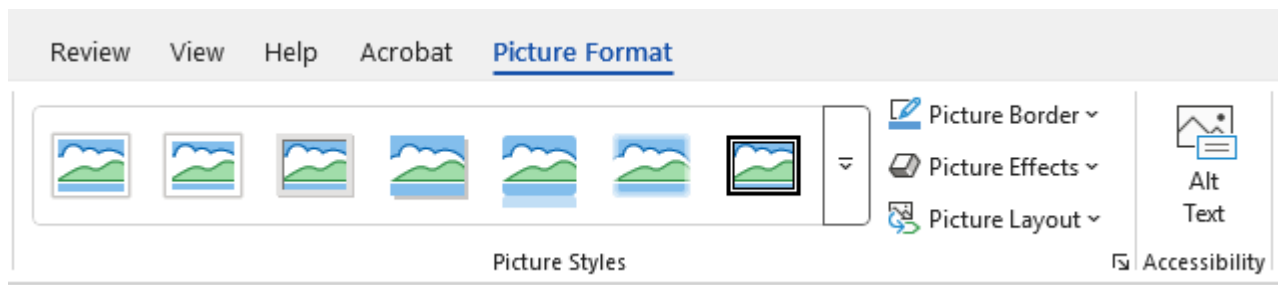 Review View Help Acrobat Picture Format
Picture Border
Picture Effects
Picture Layout
Alt
Text
Picture Styles
Accessibility